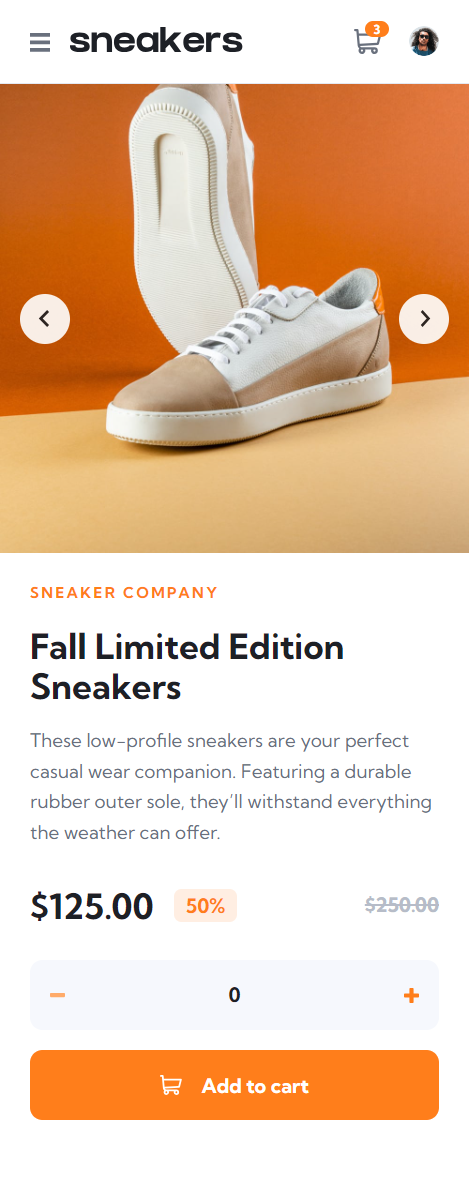 sneakers
3
SNEAKER COMPANY
Fall Limited Edition
Sneakers
These low-profile sneakers are your perfect
casual wear companion. Featuring a durable
rubber outer sole, they’ll withstand everything
the weather can offer.
$125.00 50% $250.00
0
Add to cart